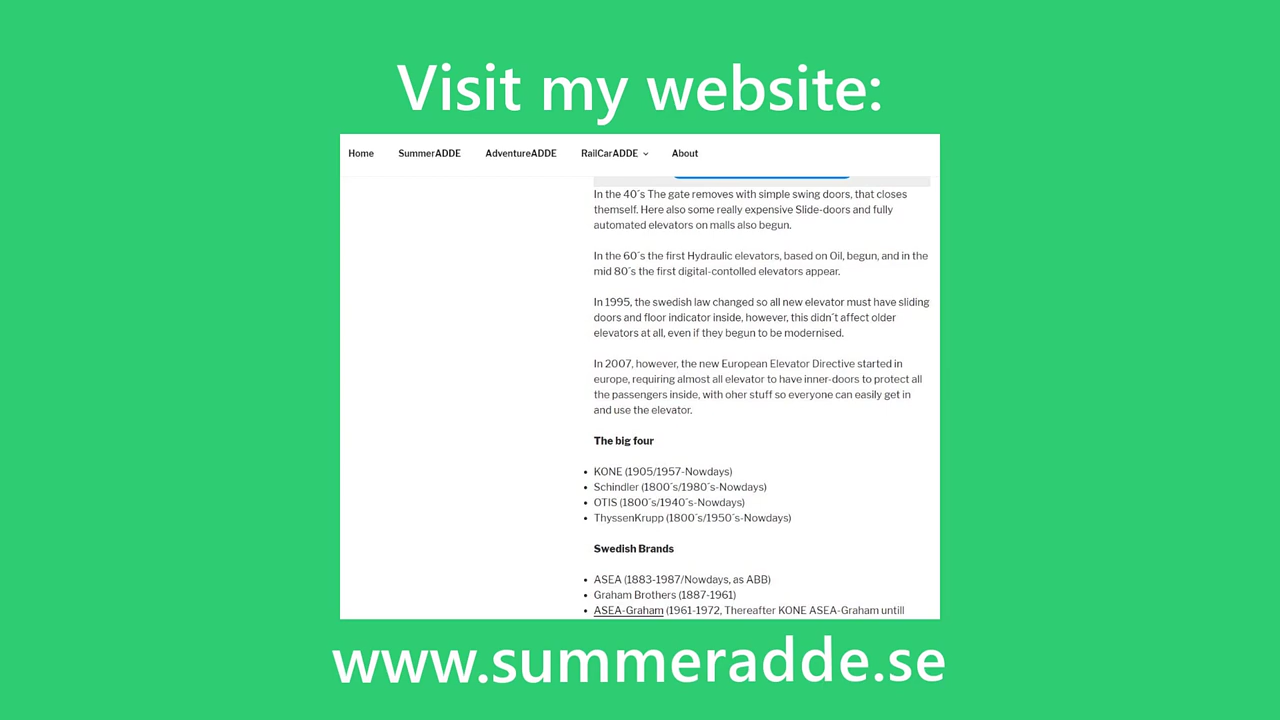 Visit my website:
Home SummerADDE AdventureADDE RailCarADDE About
In the 40´s The gate removes with simple swing doors, that closes
themself. Here also some really expensive Slide-doors and fully
automated elevators on malls also begun.
In the 60´s the first Hydraulic elevators, based on Oil, begun, and in the
mid 80´s the first digital-contolled elevators appear.
In 1995, the swedish law changed so all new elevator must have sliding
doors and floor indicator inside, however, this didn´t affect older
elevators at all, even if they begun to be modernised.
In 2007, however, the new European Elevator Directive started in
europe, requiring almost all elevator to have inner-doors to protect all
the passengers inside, with oher stuff so everyone can easily get in
and use the elevator.
The big four
• KONE (1905/1957-Nowdays)
• Schindler (1800´s/1980´s-Nowdays)
• OTIS (1800´s/1940´s-Nowdays)
• ThyssenKrupp (1800´s/1950´s-Nowdays)
Swedish Brands
• ASEA (1883-1987/Nowdays, as ABB)
• Graham Brothers (1887-1961)
• ASEA-Graham (1961-1972, Thereafter KONE ASEA-Graham untill
www.summeradde.se